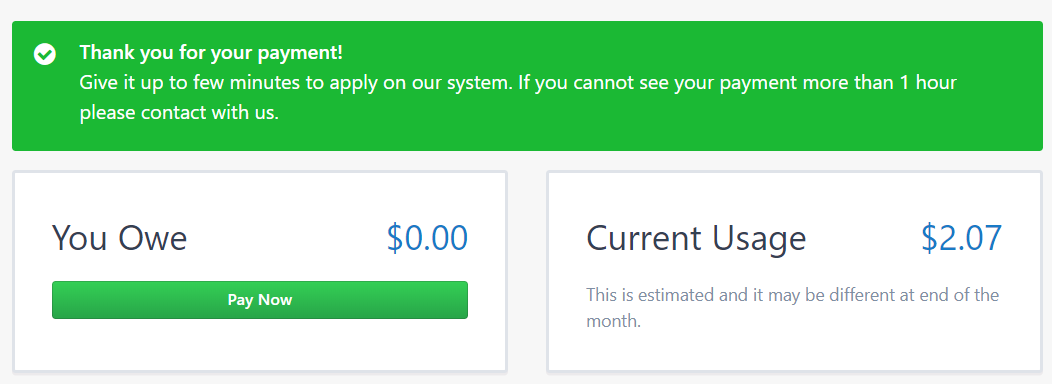 Thank you for your payment!
Give it up to few minutes to apply on our system. If you cannot see your payment more than 1 hour
please contact with us.
You Owe
$0.00
Pay Now
Current Usage
$2.07
This is estimated and it may be different at end of the
month.